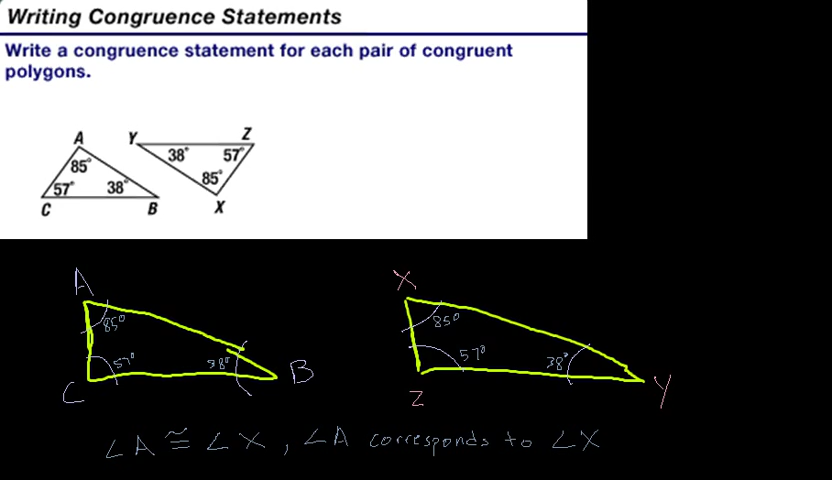 Writing Congruence Statements
Write a congruence statement for each pair of congruent
polygons.
A Y Z
85° 38° 57°
57° 38° 85°
C B X
A X
85° 85°
57° 38° 57° 38°
C B Z Y
∠A ≅ ∠X, ∠A corresponds to ∠X